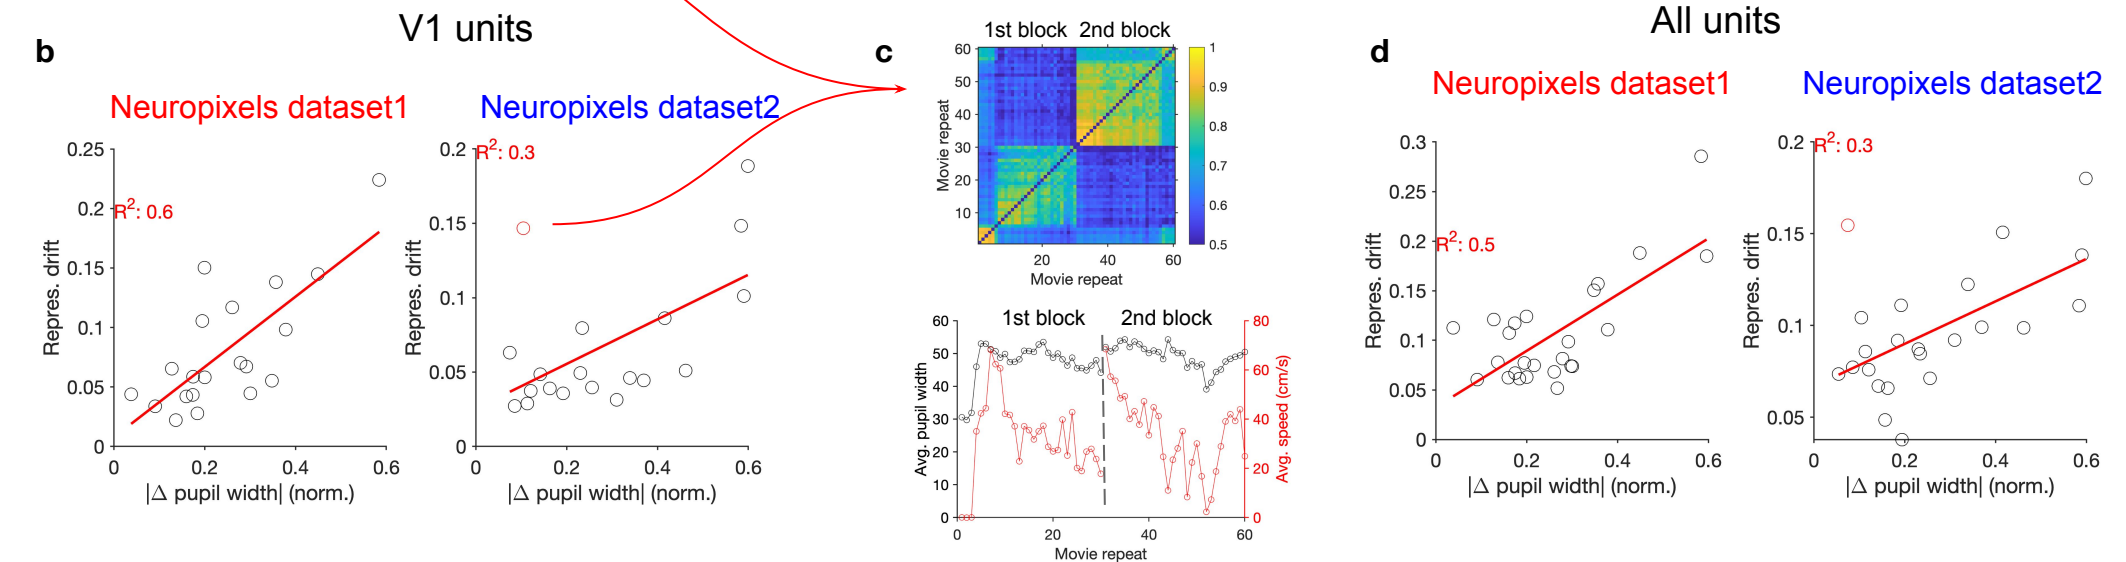 V1 units
b
Neuropixels dataset1
Neuropixels dataset2
Repres. drift
0.25
0.2
0.15
0.1
0.05
0
R²: 0.6
0
0.2
0.4
0.6
|Δ pupil width| (norm.)
Repres. drift
0.2
0.15
0.1
0.05
0
R²: 0.3
0
0.2
0.4
0.6
|Δ pupil width| (norm.)
c
1st block 2nd block
Movie repeat
60
50
40
30
20
10
20
40
60
Movie repeat
1
0.9
0.8
0.7
0.6
0.5
1st block 2nd block
Avg. pupil width
60
50
40
30
20
10
0
0
20
40
60
Movie repeat
80
60
40
20
0
Avg. speed (cm/s)
All units
d
Neuropixels dataset1
Neuropixels dataset2
Repres. drift
0.3
0.25
0.2
0.15
0.1
0.05
0
R²: 0.5
0
0.2
0.4
0.6
|Δ pupil width| (norm.)
Repres. drift
0.2
0.15
0.1
0.05
R²: 0.3
0
0.2
0.4
0.6
|Δ pupil width| (norm.)